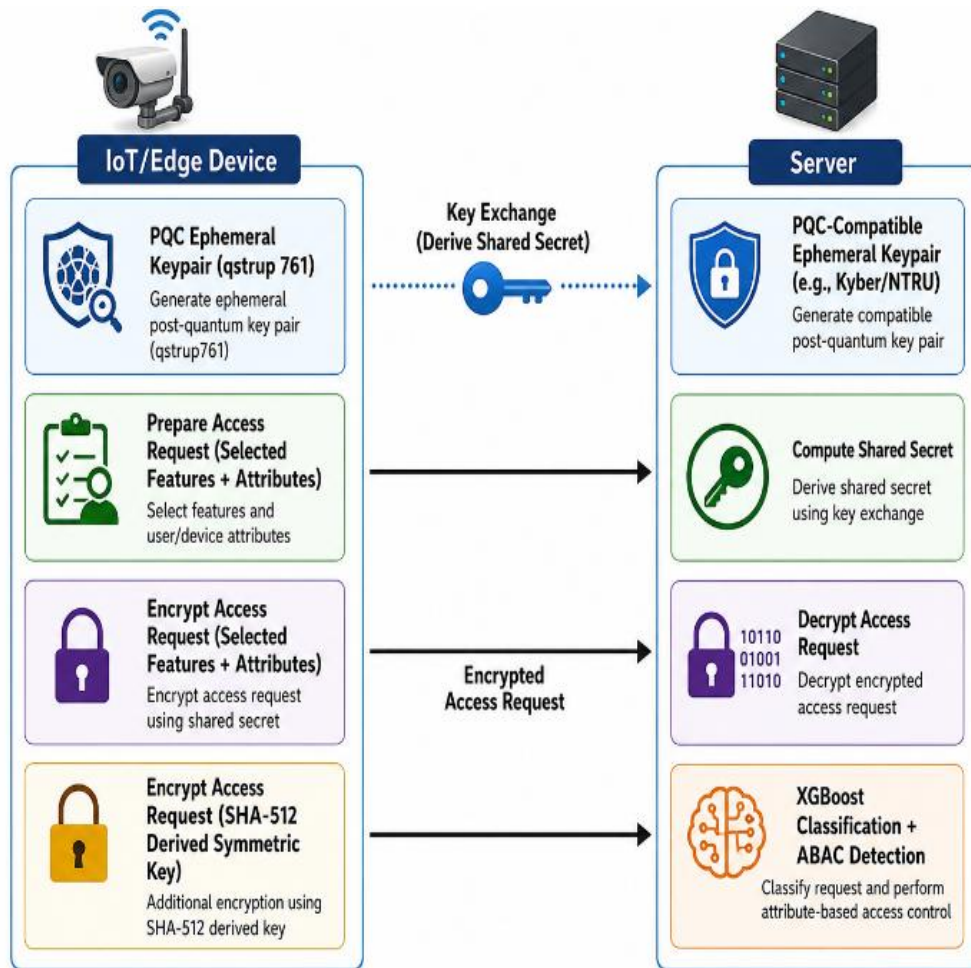 IoT/Edge Device
PQC Ephemeral
Keypair (qstrup 761)
Generate ephemeral
post-quantum key pair
(qstrup761)
Prepare Access
Request (Selected
Features + Attributes)
Select features and
user/device attributes
Encrypt Access
Request (Selected
Features + Attributes)
Encrypt access request
using shared secret
Encrypt Access
Request (SHA-512
Derived Symmetric
Key)
Additional encryption using
SHA-512 derived key
Key Exchange
(Derive Shared Secret)
Encrypted
Access Request
Server
PQC-Compatible
Ephemeral Keypair
(e.g., Kyber/NTRU)
Generate compatible
post-quantum key pair
Compute Shared Secret
Derive shared secret
using key exchange
10110
01001
11010
Decrypt Access
Request
Decrypt encrypted
access request
XGBoost
Classification +
ABAC Detection
Classify request and perform
attribute-based access control